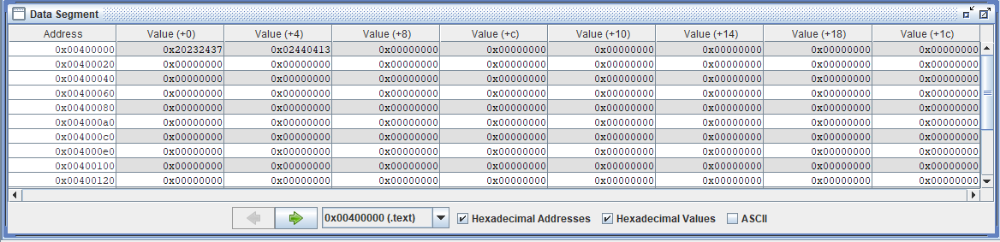 Data Segment
Address Value (+0) Value (+4) Value (+8) Value (+c) Value (+10) Value (+14) Value (+18) Value (+1c)
0x00400000 0x20232437 0x02440413 0x00000000 0x00000000 0x00000000 0x00000000 0x00000000 0x00000000
0x00400020 0x00000000 0x00000000 0x00000000 0x00000000 0x00000000 0x00000000 0x00000000 0x00000000
0x00400040 0x00000000 0x00000000 0x00000000 0x00000000 0x00000000 0x00000000 0x00000000 0x00000000
0x00400060 0x00000000 0x00000000 0x00000000 0x00000000 0x00000000 0x00000000 0x00000000 0x00000000
0x00400080 0x00000000 0x00000000 0x00000000 0x00000000 0x00000000 0x00000000 0x00000000 0x00000000
0x004000a0 0x00000000 0x00000000 0x00000000 0x00000000 0x00000000 0x00000000 0x00000000 0x00000000
0x004000c0 0x00000000 0x00000000 0x00000000 0x00000000 0x00000000 0x00000000 0x00000000 0x00000000
0x004000e0 0x00000000 0x00000000 0x00000000 0x00000000 0x00000000 0x00000000 0x00000000 0x00000000
0x00400100 0x00000000 0x00000000 0x00000000 0x00000000 0x00000000 0x00000000 0x00000000 0x00000000
0x00400120 0x00000000 0x00000000 0x00000000 0x00000000 0x00000000 0x00000000 0x00000000 0x00000000
0x00400000 (.text) Hexadecimal Addresses Hexadecimal Values ASCII